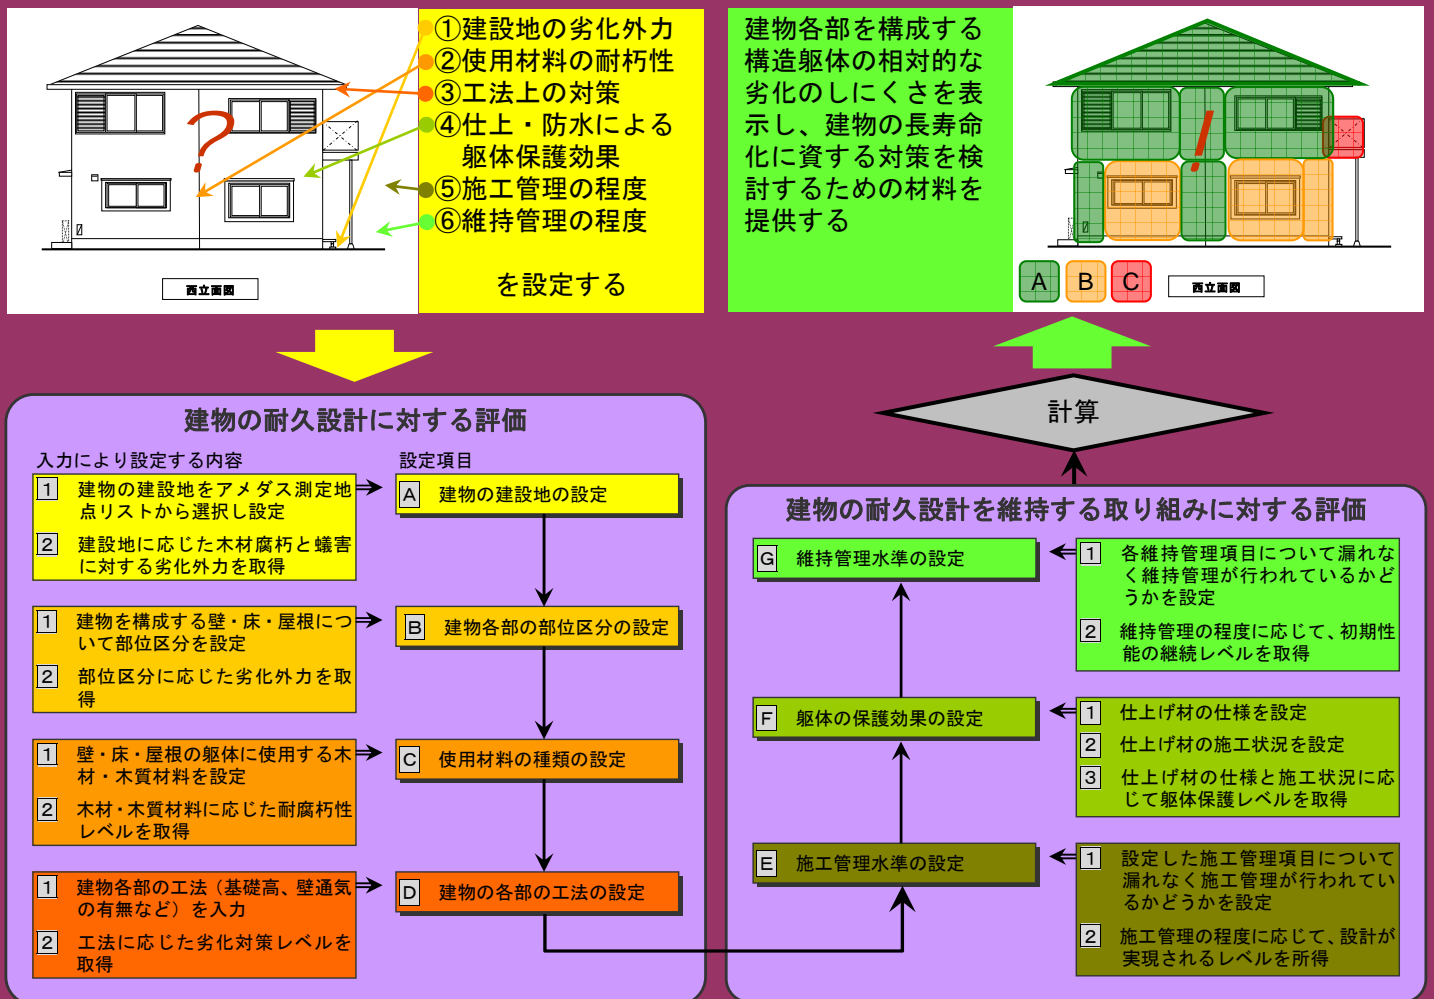 ①建設地の劣化外力
②使用材料の耐朽性
③工法上の対策
④仕上・防水による
躯体保護効果
⑤施工管理の程度
⑥維持管理の程度
を設定する
?
西立面図
建物各部を構成する
構造躯体の相対的な
劣化のしにくさを表
示し、建物の長寿命
化に資する対策を検
討するための材料を
提供する
!
A B C
西立面図
建物の耐久設計に対する評価
入力により設定する内容
設定項目
1 建物の建設地をアメダス測定地
点リストから選択し設定
2 建設地に応じた木材腐朽と蟻害
に対する劣化外力を取得
A 建物の建設地の設定
1 建物を構成する壁・床・屋根につ
いて部位区分を設定
2 部位区分に応じた劣化外力を取
得
B 建物各部の部位区分の設定
1 壁・床・屋根の躯体に使用する木
材・木質材料を設定
2 木材・木質材料に応じた耐腐朽性
レベルを取得
C 使用材料の種類の設定
1 建物各部の工法（基礎高、壁通気
の有無など）を入力
2 工法に応じた劣化対策レベルを
取得
D 建物の各部の工法の設定
計算
建物の耐久設計を維持する取り組みに対する評価
G 維持管理水準の設定
1 各維持管理項目について漏れな
く維持管理が行われているかど
うかを設定
2 維持管理の程度に応じて、初期性
能の継続レベルを取得
F 躯体の保護効果の設定
1 仕上げ材の仕様を設定
2 仕上げ材の施工状況を設定
3 仕上げ材の仕様と施工状況に応
じて躯体保護レベルを取得
E 施工管理水準の設定
1 設定した施工管理項目について
漏れなく施工管理が行われてい
るかどうかを設定
2 施工管理の程度に応じて、設計が
実現されるレベルを所得